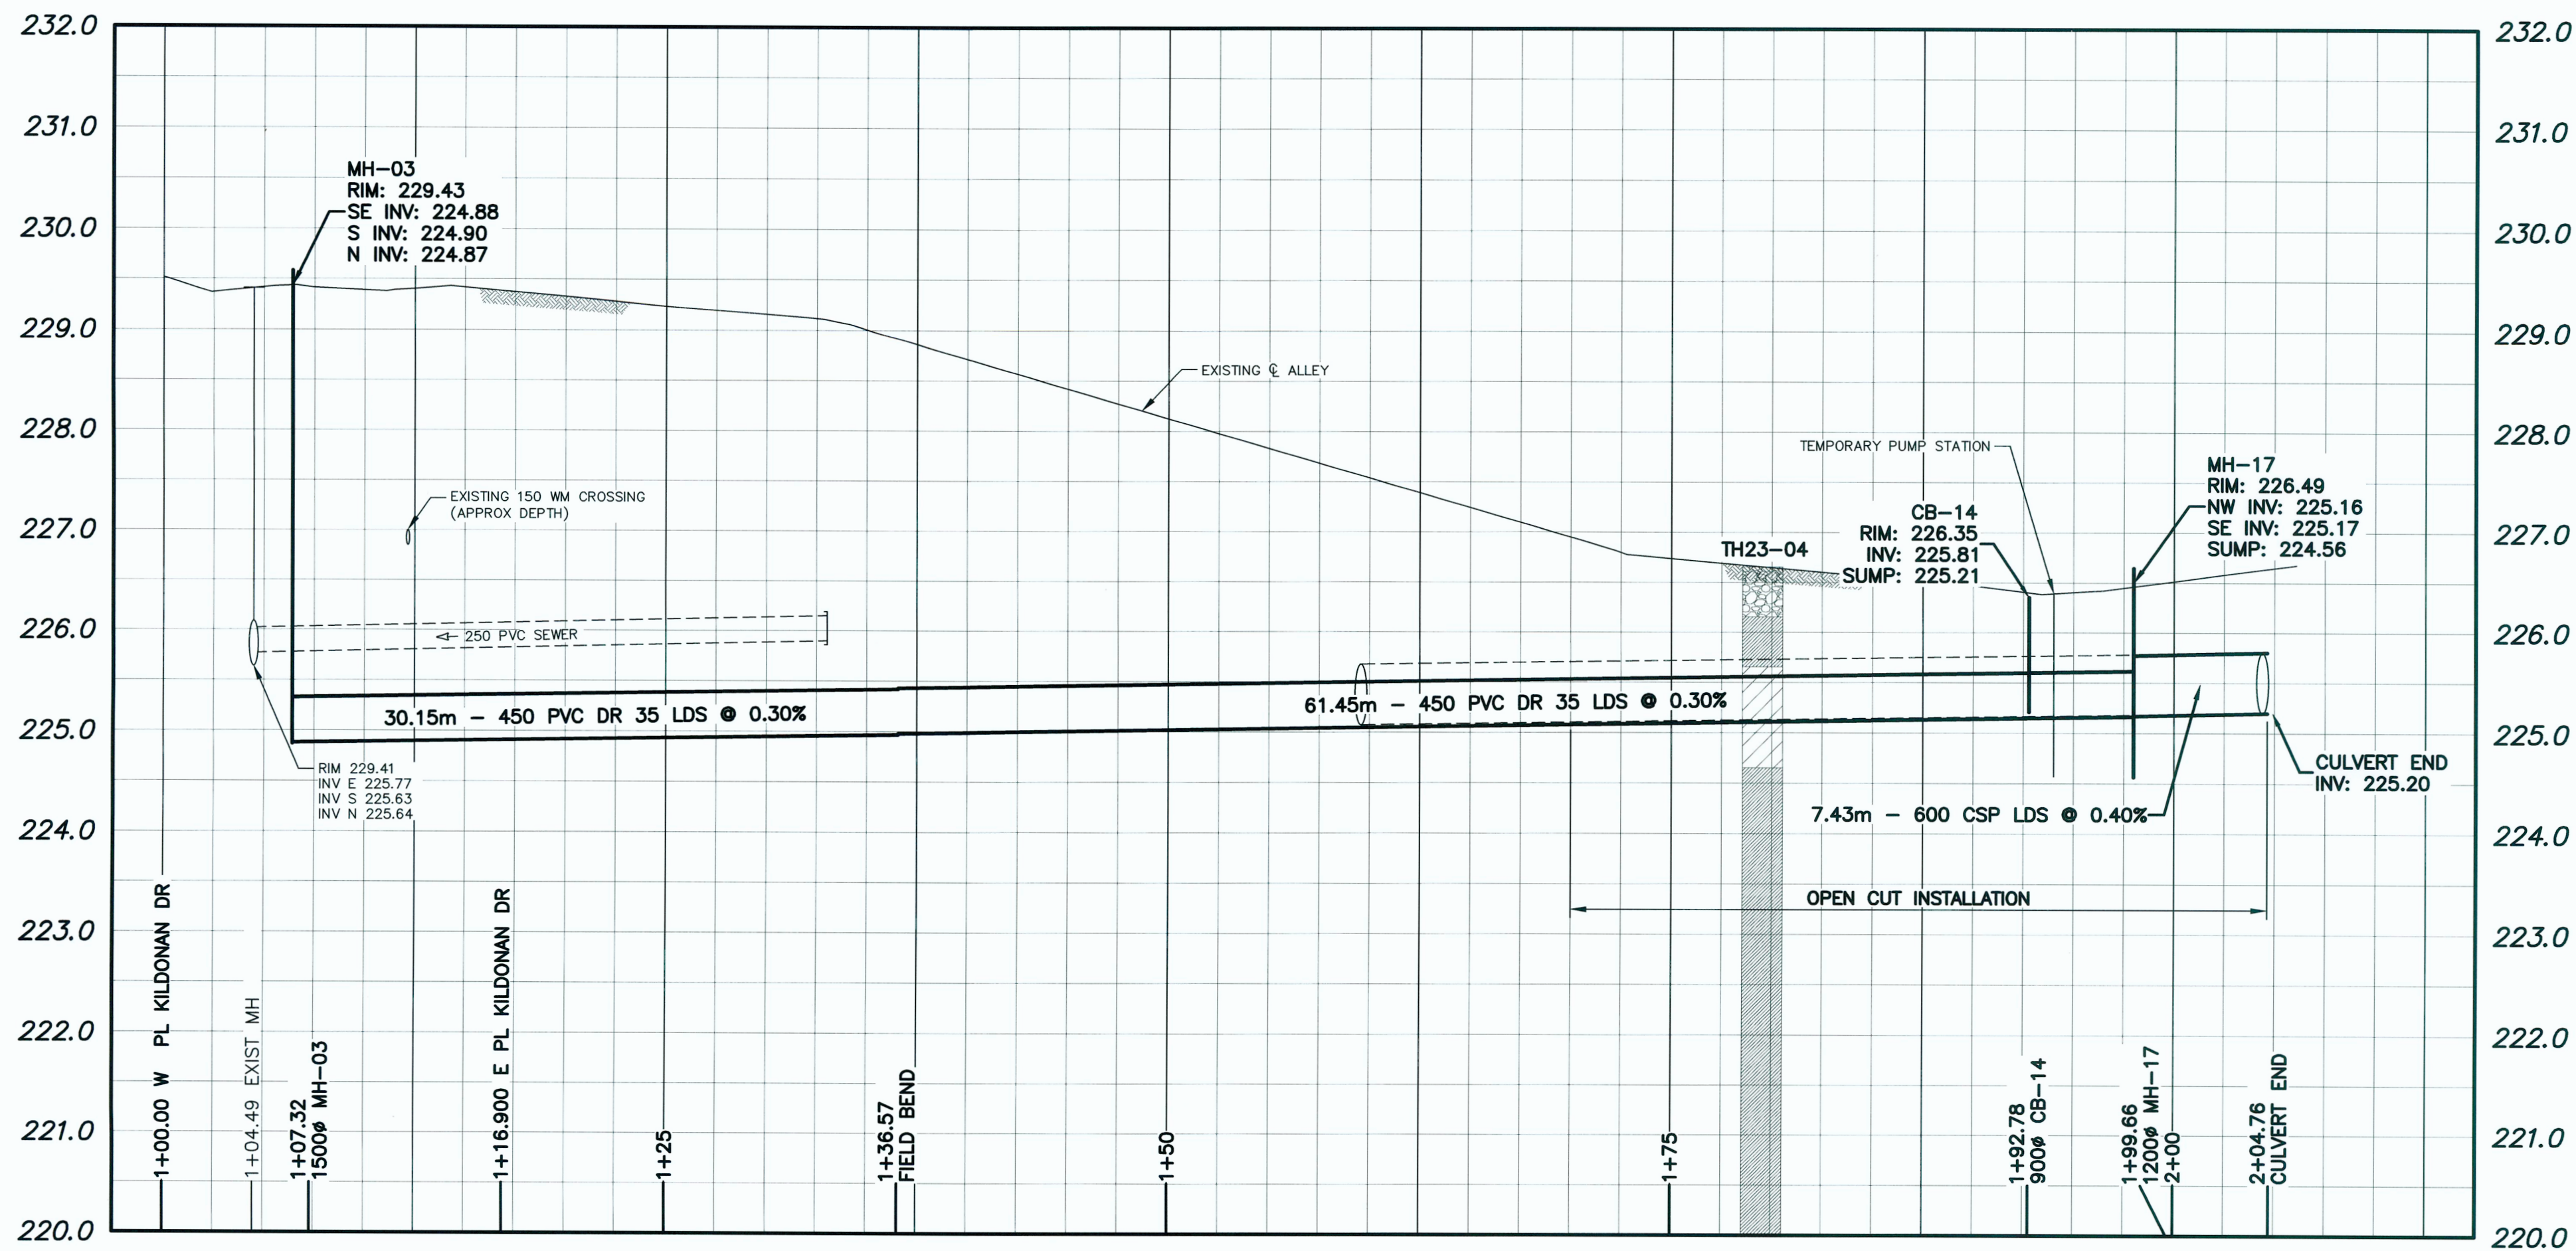 232.0
231.0
230.0
229.0
228.0
227.0
226.0
225.0
224.0
223.0
222.0
221.0
220.0
MH-03
RIM: 229.43
SE INV: 224.88
S INV: 224.90
N INV: 224.87
EXISTING ℄ ALLEY
EXISTING 150 WM CROSSING
(APPROX DEPTH)
TEMPORARY PUMP STATION
MH-17
RIM: 226.49
NW INV: 225.16
SE INV: 225.17
SUMP: 224.56
CB-14
RIM: 226.35
INV: 225.81
SUMP: 225.21
TH23-04
250 PVC SEWER
30.15m - 450 PVC DR 35 LDS @ 0.30%
61.45m - 450 PVC DR 35 LDS @ 0.30%
RIM 229.41
INV E 225.77
INV S 225.63
INV N 225.64
CULVERT END
INV: 225.20
7.43m - 600 CSP LDS @ 0.40%
OPEN CUT INSTALLATION
1+00.00 W PL KILDONAN DR
1+04.49 EXIST MH
1+07.32
1500ø MH-03
1+16.900 E PL KILDONAN DR
1+25
1+36.57
FIELD BEND
1+50
1+75
1+92.78
900ø CB-14
1+99.66
1200ø MH-17
2+00
2+04.76
CULVERT END
232.0
231.0
230.0
229.0
228.0
227.0
226.0
225.0
224.0
223.0
222.0
221.0
220.0